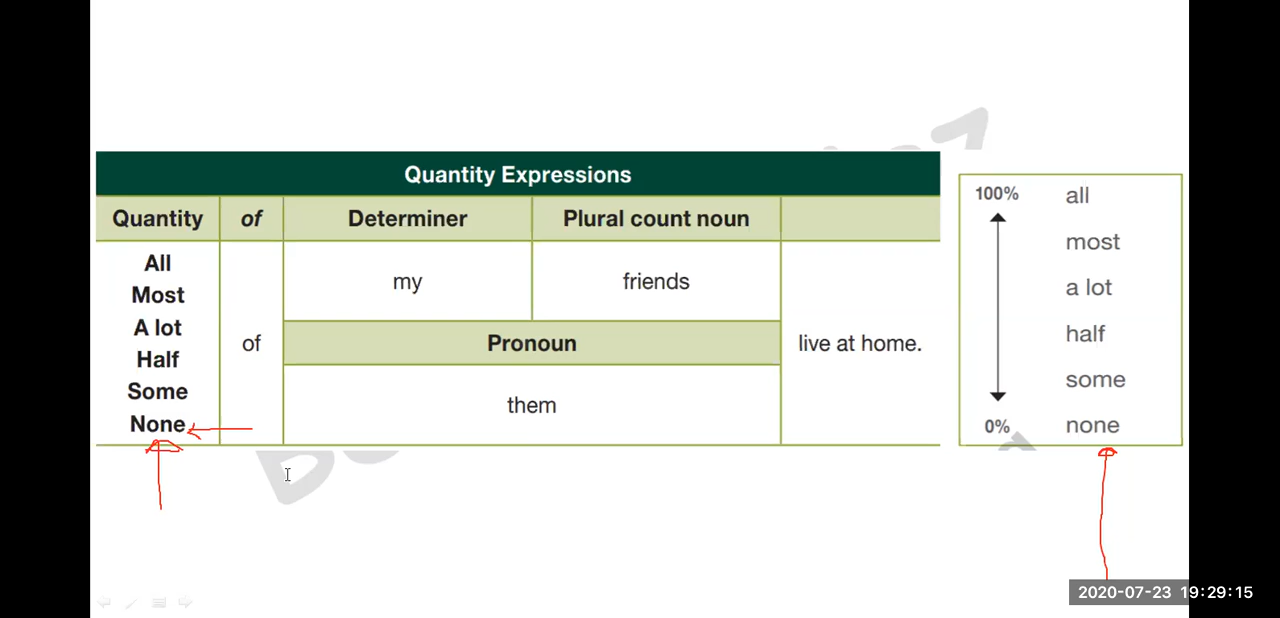 Quantity Expressions
Quantity of Determiner Plural count noun
All
Most
A lot
Half
Some
None
of
my friends
Pronoun
them
live at home.
100% all
most
a lot
half
some
0% none
2020-07-23 19:29:15